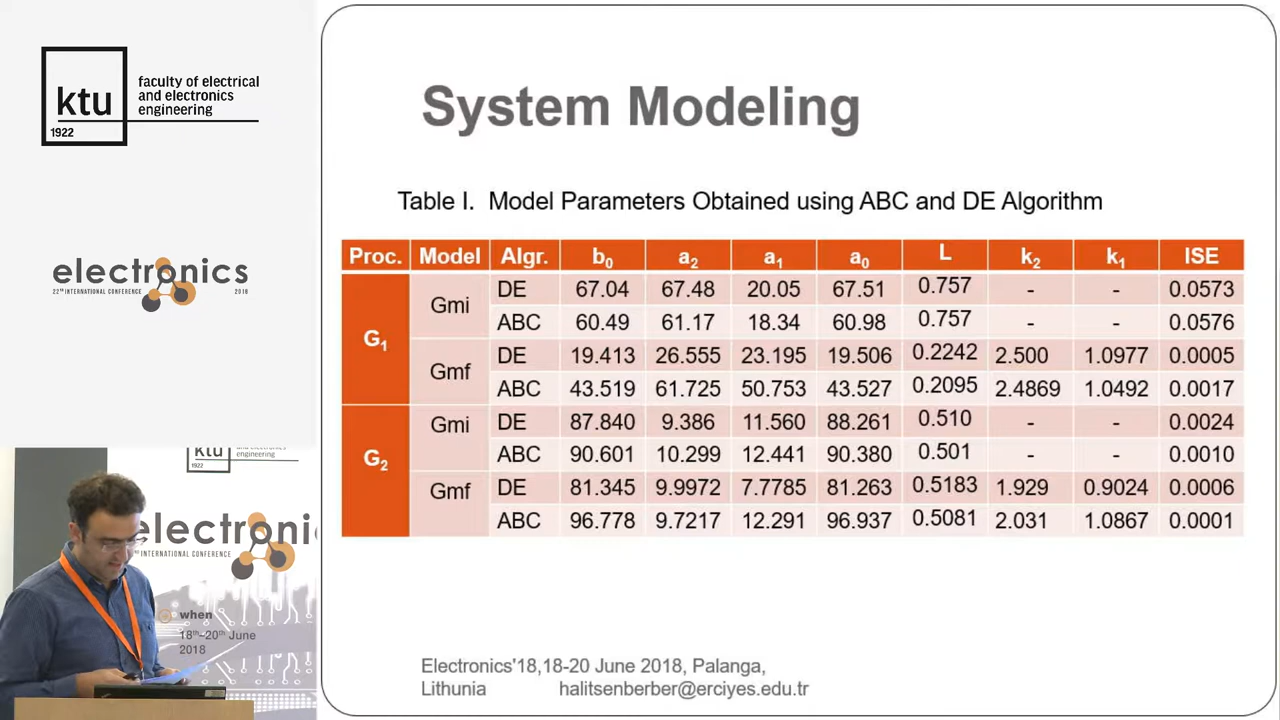 ktu
1922
faculty of electrical
and electronics
engineering
electronics
22ᵀᴴ INTERNATIONAL CONFERENCE 2018
System Modeling
Table I. Model Parameters Obtained using ABC and DE Algorithm
Proc. Model Algr. b₀ a₂ a₁ a₀ L k₂ k₁ ISE
G₁ Gmi DE 67.04 67.48 20.05 67.51 0.757 - - 0.0573
ABC 60.49 61.17 18.34 60.98 0.757 - - 0.0576
Gmf DE 19.413 26.555 23.195 19.506 0.2242 2.500 1.0977 0.0005
ABC 43.519 61.725 50.753 43.527 0.2095 2.4869 1.0492 0.0017
G₂ Gmi DE 87.840 9.386 11.560 88.261 0.510 - - 0.0024
ABC 90.601 10.299 12.441 90.380 0.501 - - 0.0010
Gmf DE 81.345 9.9972 7.7785 81.263 0.5183 1.929 0.9024 0.0006
ABC 96.778 9.7217 12.291 96.937 0.5081 2.031 1.0867 0.0001
Electronics'18,18-20 June 2018, Palanga,
Lithunia halitsenberber@erciyes.edu.tr
ktu
1922
engineering
electroni
INTERNATIONAL CONFERENCE
when
18ᵗʰ–20ᵗʰ June
2018